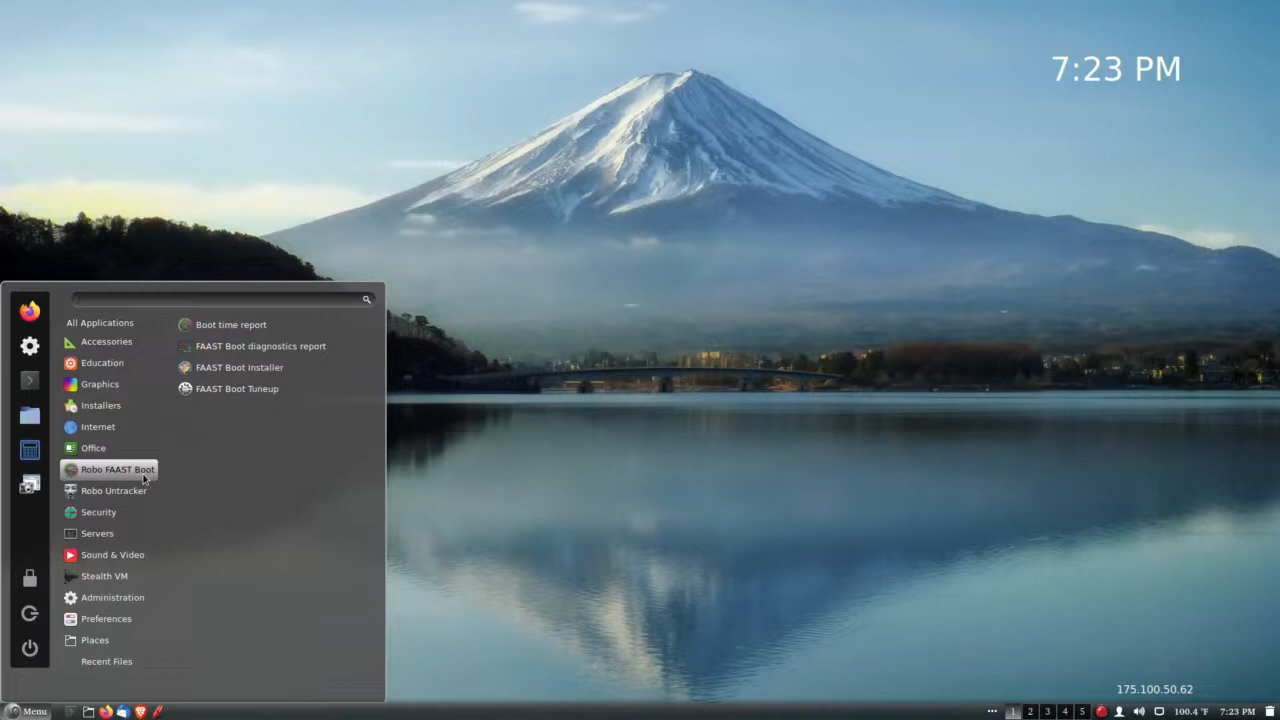 7:23 PM
All Applications
Accessories
Education
Graphics
Installers
Internet
Office
Robo FAAST Boot
Robo Untracker
Security
Servers
Sound & Video
Stealth VM
Administration
Preferences
Places
Recent Files
Boot time report
FAAST Boot diagnostics report
FAAST Boot Installer
FAAST Boot Tuneup
175.100.50.62
Menu
1 2 3 4 5
100.4 °F 7:23 PM